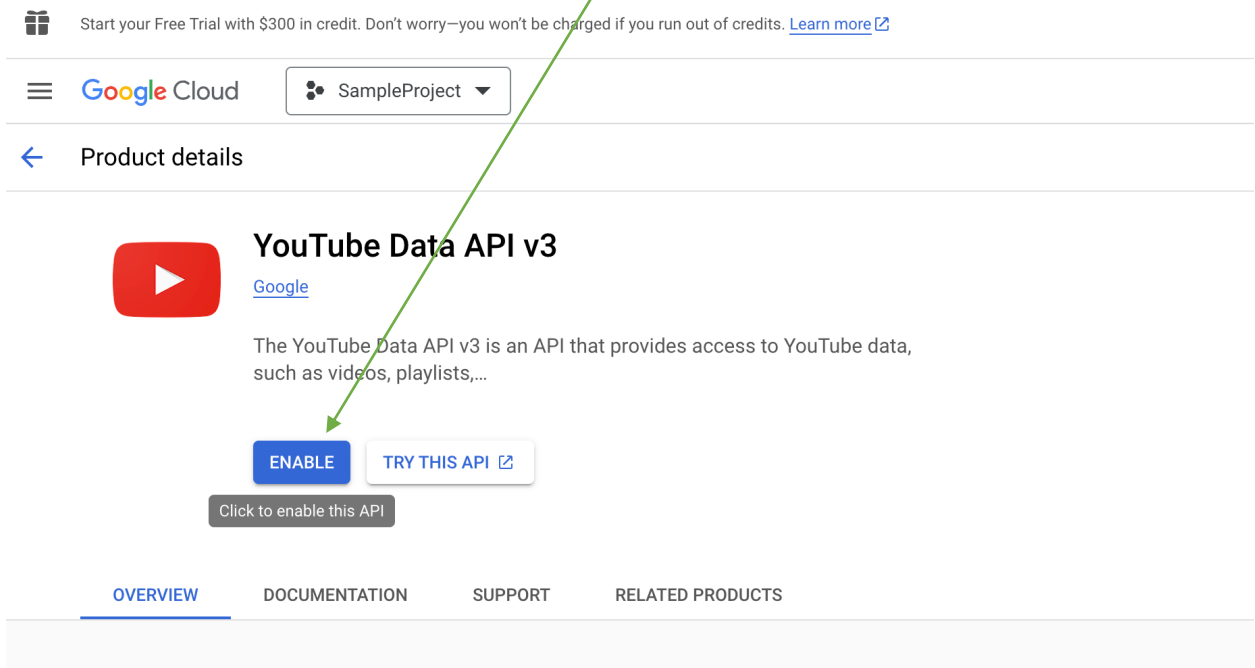 Start your Free Trial with $300 in credit. Don't worry—you won't be charged if you run out of credits. Learn more
Google Cloud
SampleProject
Product details
YouTube Data API v3
Google
The YouTube Data API v3 is an API that provides access to YouTube data,
such as videos, playlists,...
ENABLE
TRY THIS API
Click to enable this API
OVERVIEW
DOCUMENTATION
SUPPORT
RELATED PRODUCTS